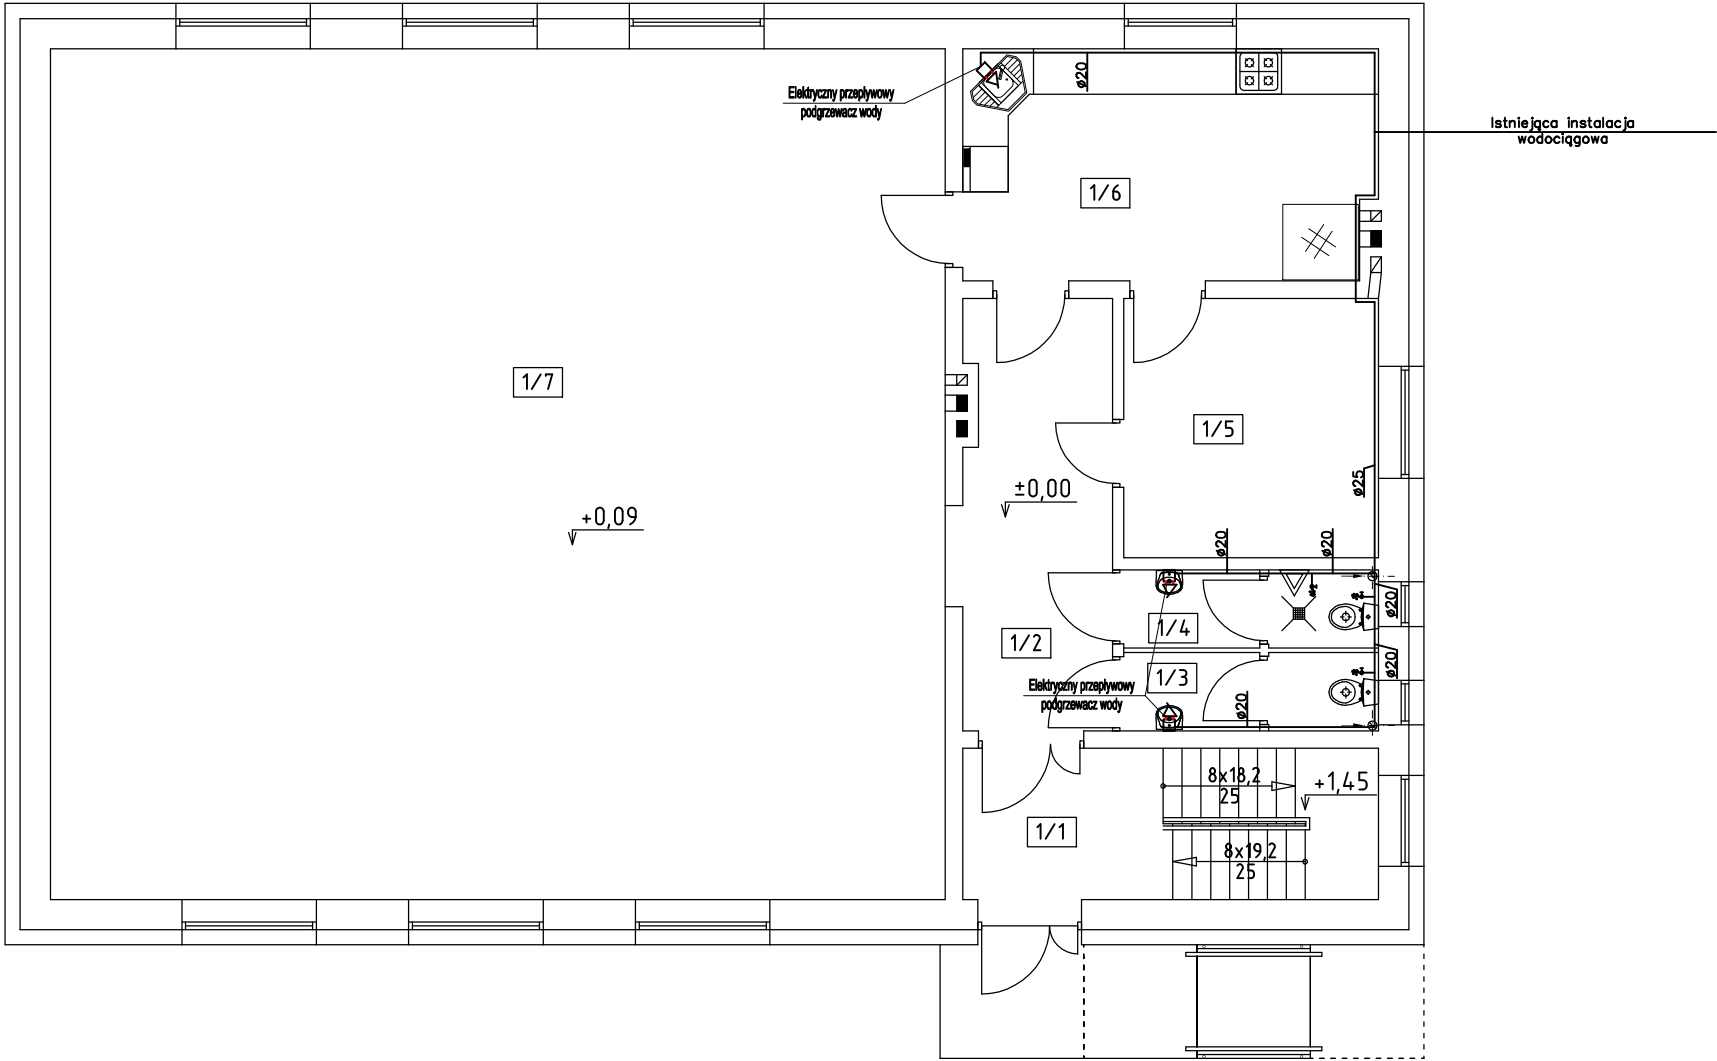 Elektryczny przepływowy
podgrzewacz wody
ø20
Istniejąca instalacja
wodociągowa
1/6
1/7
1/5
+0,09
±0,00
ø25
ø20
ø20
ø20
1/4
1/2
1/3
ø20
Elektryczny przepływowy
podgrzewacz wody
ø20
8x18,2
25
+1,45
1/1
8x19,2
25